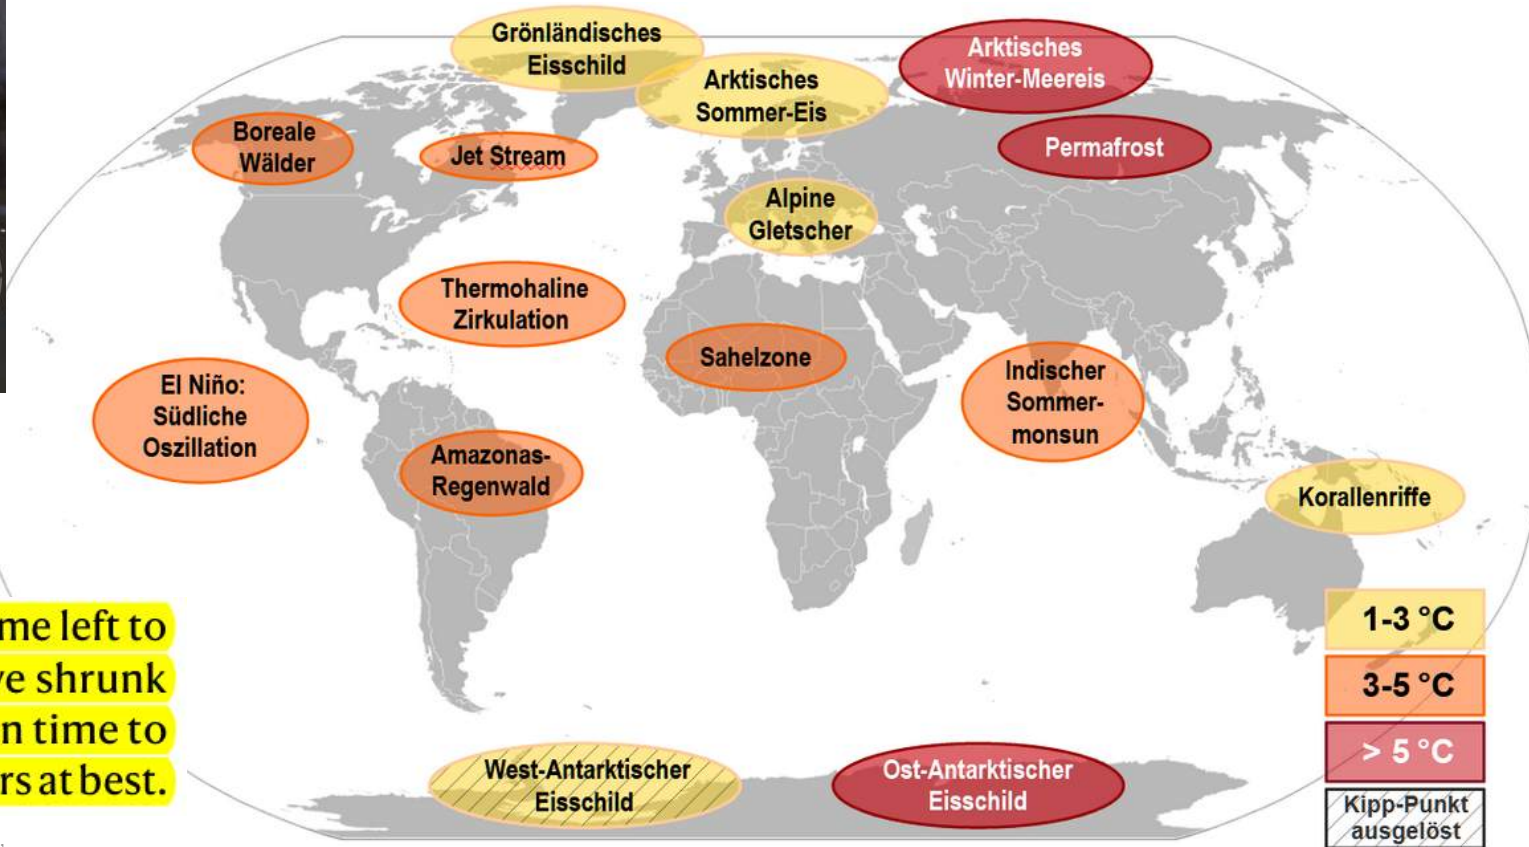 Grönländisches
Eisschild
Arktisches
Sommer-Eis
Arktisches
Winter-Meereis
Boreale
Wälder
Jet Stream
Permafrost
Alpine
Gletscher
Thermohaline
Zirkulation
Sahelzone
El Niño:
Südliche
Oszillation
Indischer
Sommer-
monsun
Amazonas-
Regenwald
Korallenriffe
left to
shrunk
time to
at best.
1-3 °C
3-5 °C
> 5 °C
Kipp-Punkt
ausgelöst
West-Antarktischer
Eisschild
Ost-Antarktischer
Eisschild